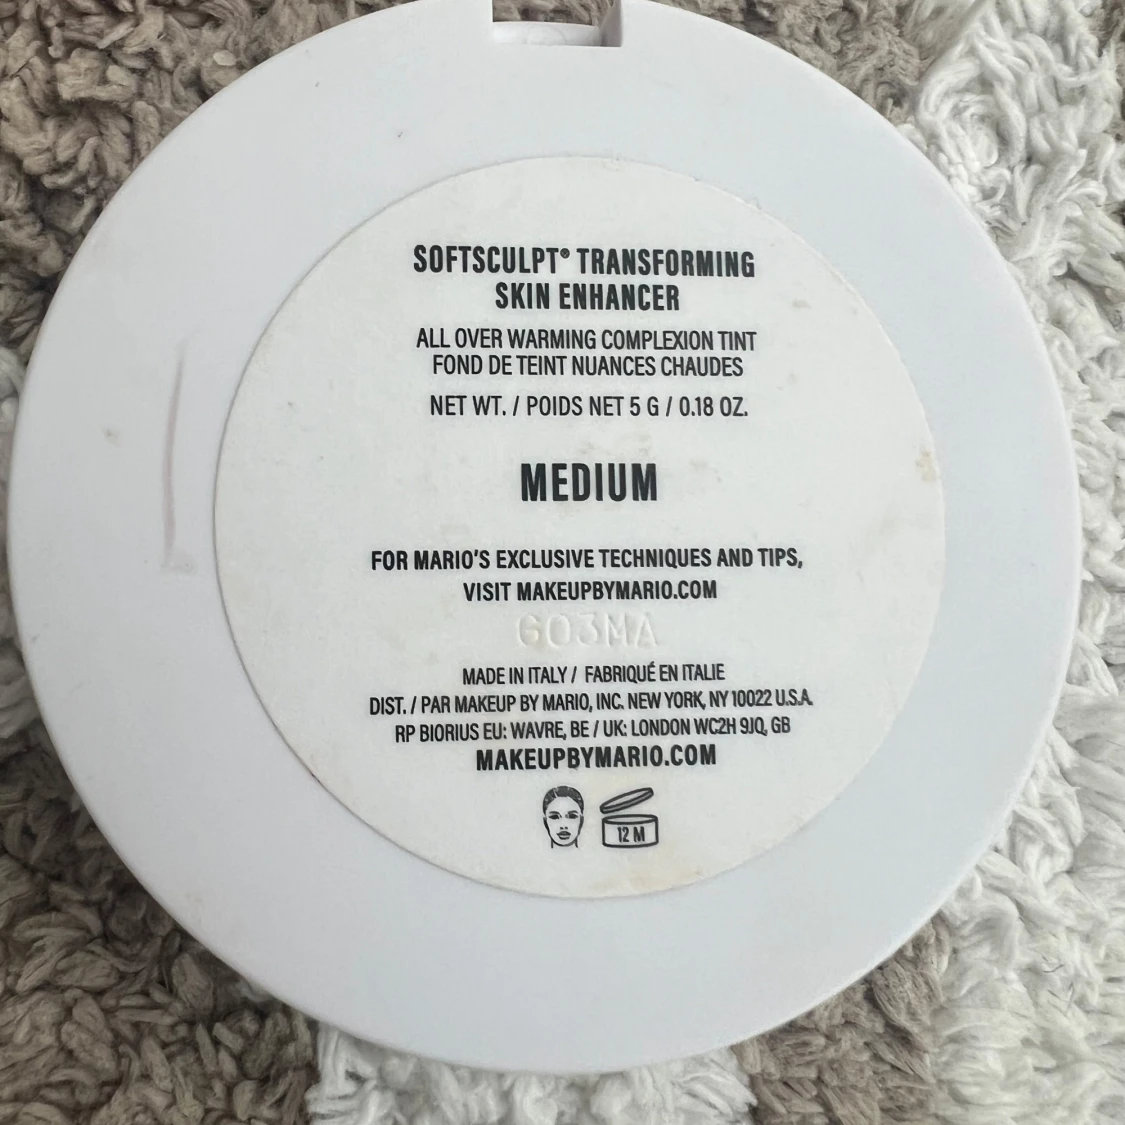 SOFTSCULPT® TRANSFORMING
SKIN ENHANCER
ALL OVER WARMING COMPLEXION TINT
FOND DE TEINT NUANCES CHAUDES
NET WT. / POIDS NET 5 G / 0.18 OZ.
MEDIUM
FOR MARIO'S EXCLUSIVE TECHNIQUES AND TIPS,
VISIT MAKEUPBYMARIO.COM
603MA
MADE IN ITALY / FABRIQUÉ EN ITALIE
DIST. / PAR MAKEUP BY MARIO, INC. NEW YORK, NY 10022 U.S.A.
RP BIORIUS EU: WAVRE, BE / UK: LONDON WC2H 9JQ, GB
MAKEUPBYMARIO.COM
12 M